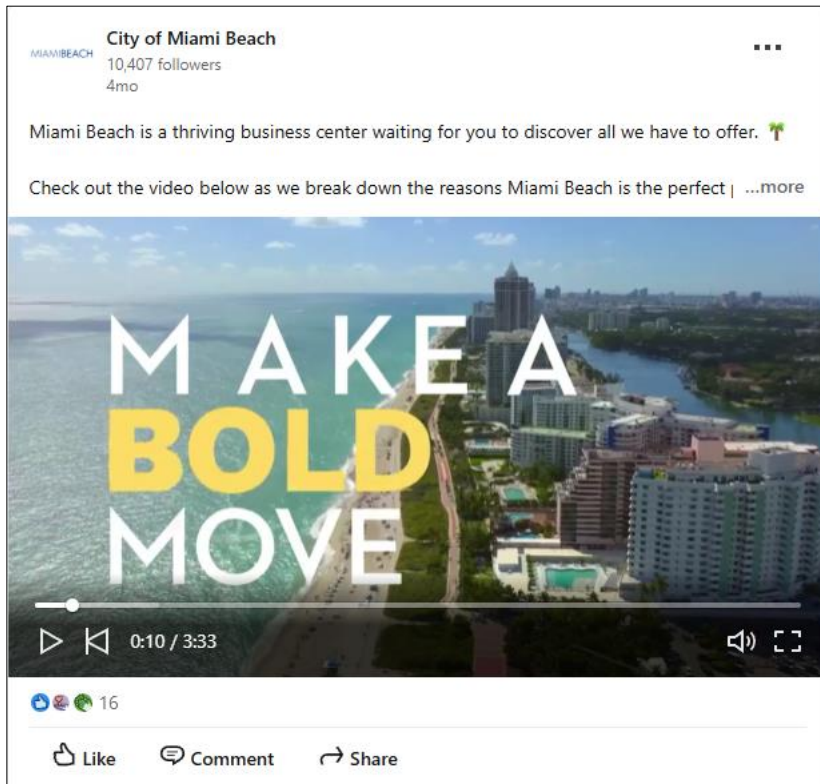 MIAMIBEACH
City of Miami Beach
10,407 followers
4mo
Miami Beach is a thriving business center waiting for you to discover all we have to offer.
Check out the video below as we break down the reasons Miami Beach is the perfect ...more
MAKE A
BOLD
MOVE
0:10 / 3:33
16
Like Comment Share